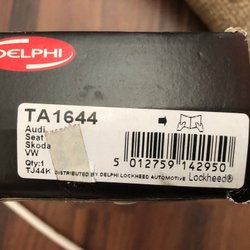 DELPHI
TA1644
Audi
Seat
Skoda
VW
Qty:1
TJ44K
5 012759 142950
DISTRIBUTED BY DELPHI LOCKHEED AUTOMOTIVE
Lockheed®